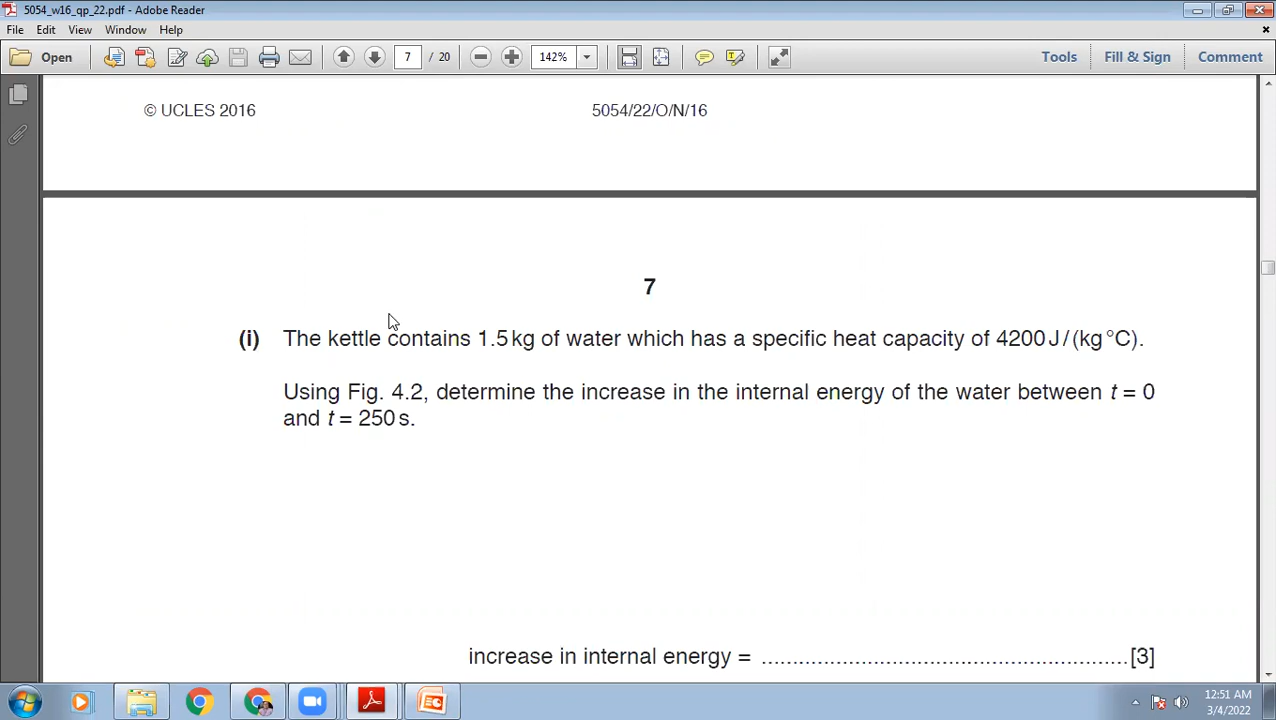 5054_w16_qp_22.pdf - Adobe Reader
File Edit View Window Help
Open 7 / 20 142% Tools Fill & Sign Comment
© UCLES 2016 5054/22/O/N/16
7
(i) The kettle contains 1.5 kg of water which has a specific heat capacity of 4200 J/(kg °C).
Using Fig. 4.2, determine the increase in the internal energy of the water between t = 0
and t = 250 s.
increase in internal energy = ........................................................... [3]
12:51 AM
3/4/2022